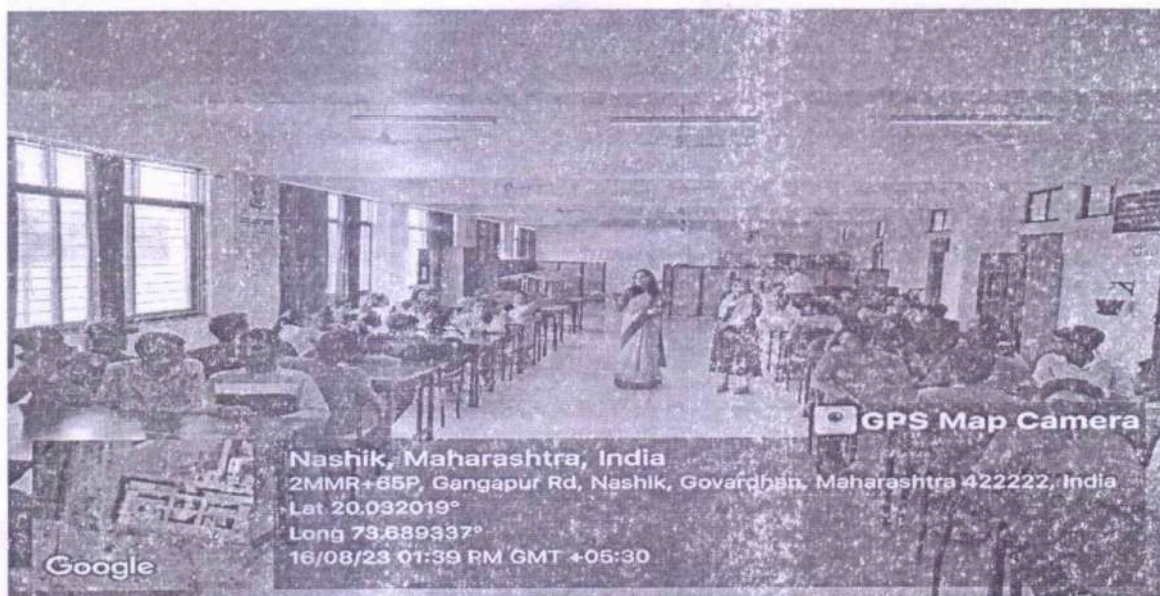 GPS Map Camera
Nashik, Maharashtra, India
2MMR+65P, Gangapur Rd, Nashik, Govardhan, Maharashtra 422222, India
Lat 20.032019°
Long 73.689337°
16/08/23 01:39 PM GMT +05:30
Google